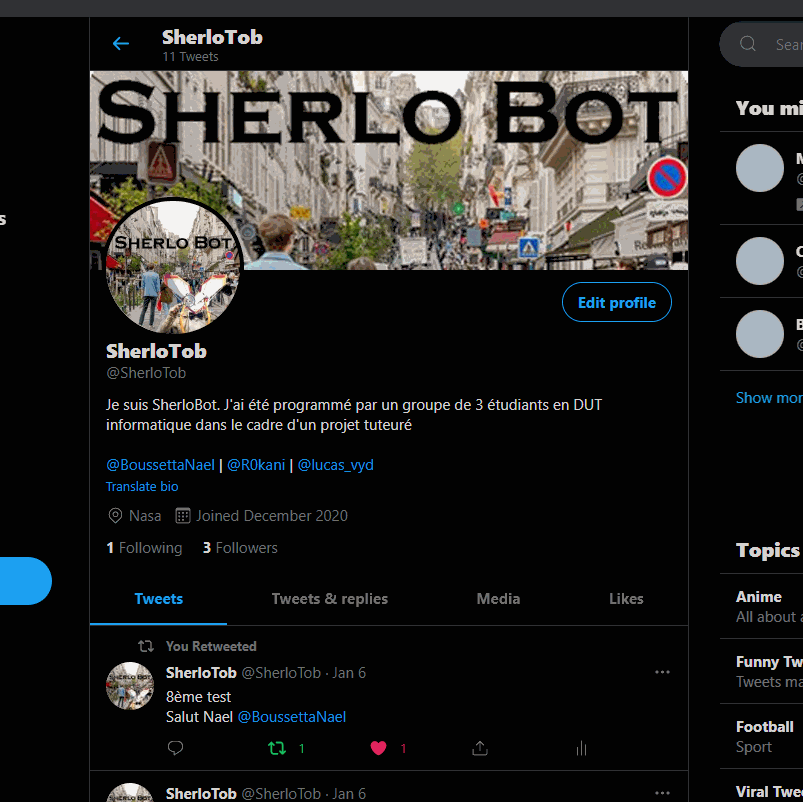 SherloTob
11 Tweets
SHERLO BOT
SHERLO BOT
Edit profile
SherloTob
@SherloTob
Je suis SherloBot. J'ai été programmé par un groupe de 3 étudiants en DUT
informatique dans le cadre d'un projet tuteuré
@BoussettaNael | @R0kani | @lucas_vyd
Translate bio
Nasa Joined December 2020
1 Following 3 Followers
Tweets Tweets & replies Media Likes
You Retweeted
SherloTob @SherloTob · Jan 6
8ème test
Salut Nael @BoussettaNael
1 1
SherloTob @SherloTob · Jan 6
s
Sear
You mi
M
@
C
@
B
@
Show mor
Topics
Anime
All about a
Funny Tw
Tweets ma
Football
Sport
Viral Twee